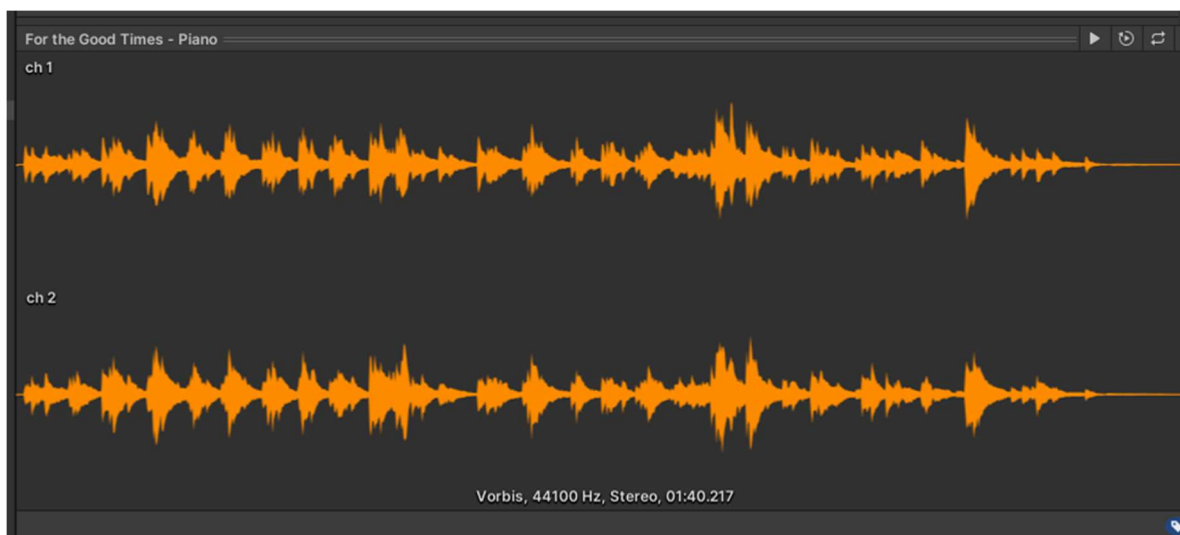 For the Good Times - Piano
ch 1
ch 2
Vorbis, 44100 Hz, Stereo, 01:40.217